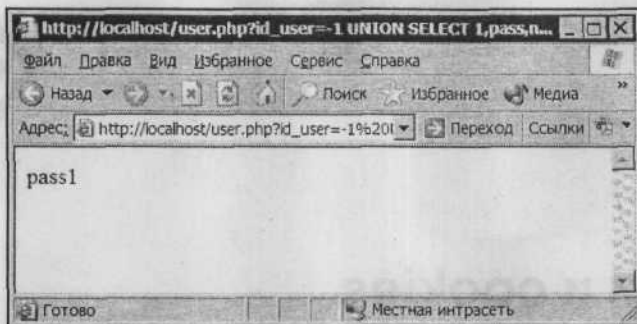 http://localhost/user.php?id_user=-1 UNION SELECT 1,pass,n...
Файл Правка Вид Избранное Сервис Справка
Назад Поиск Избранное Медиа »
Адрес: http://localhost/user.php?id_user=-1%20l Переход Ссылки »
pass1
Готово Местная интрасеть